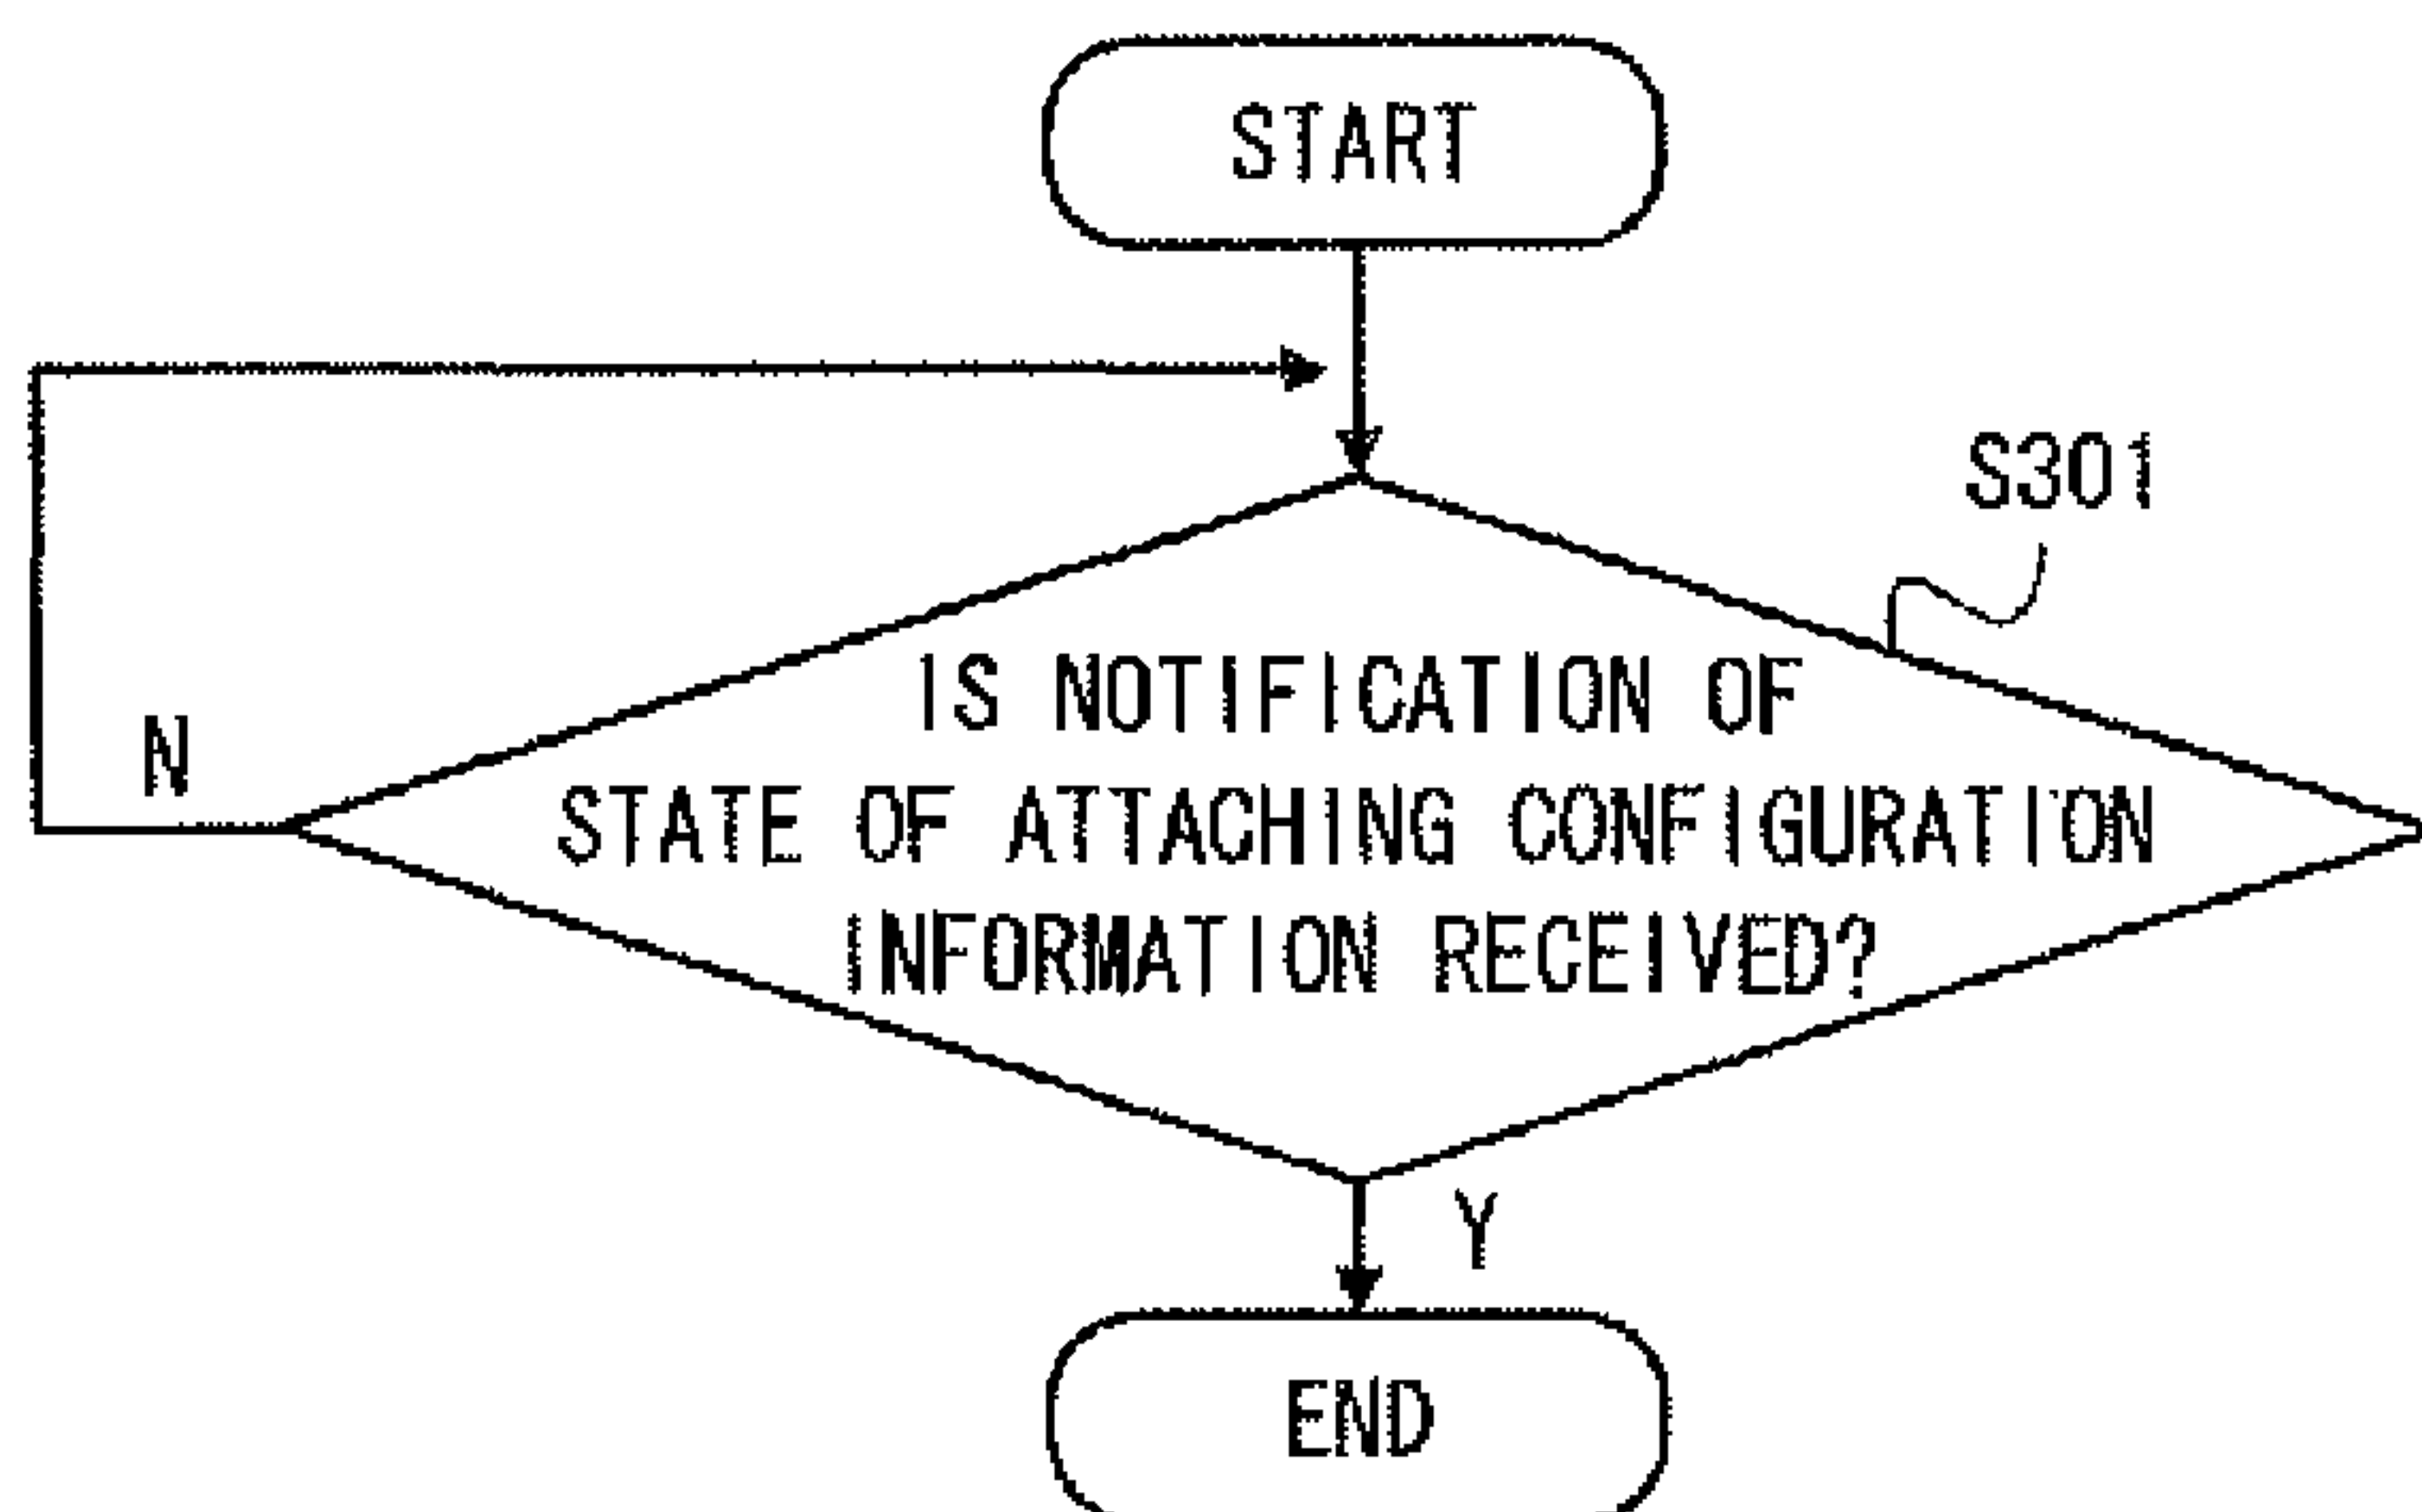 START
S301
IS NOTIFICATION OF
STATE OF ATTACHING CONFIGURATION
INFORMATION RECEIVED?
N
Y
END